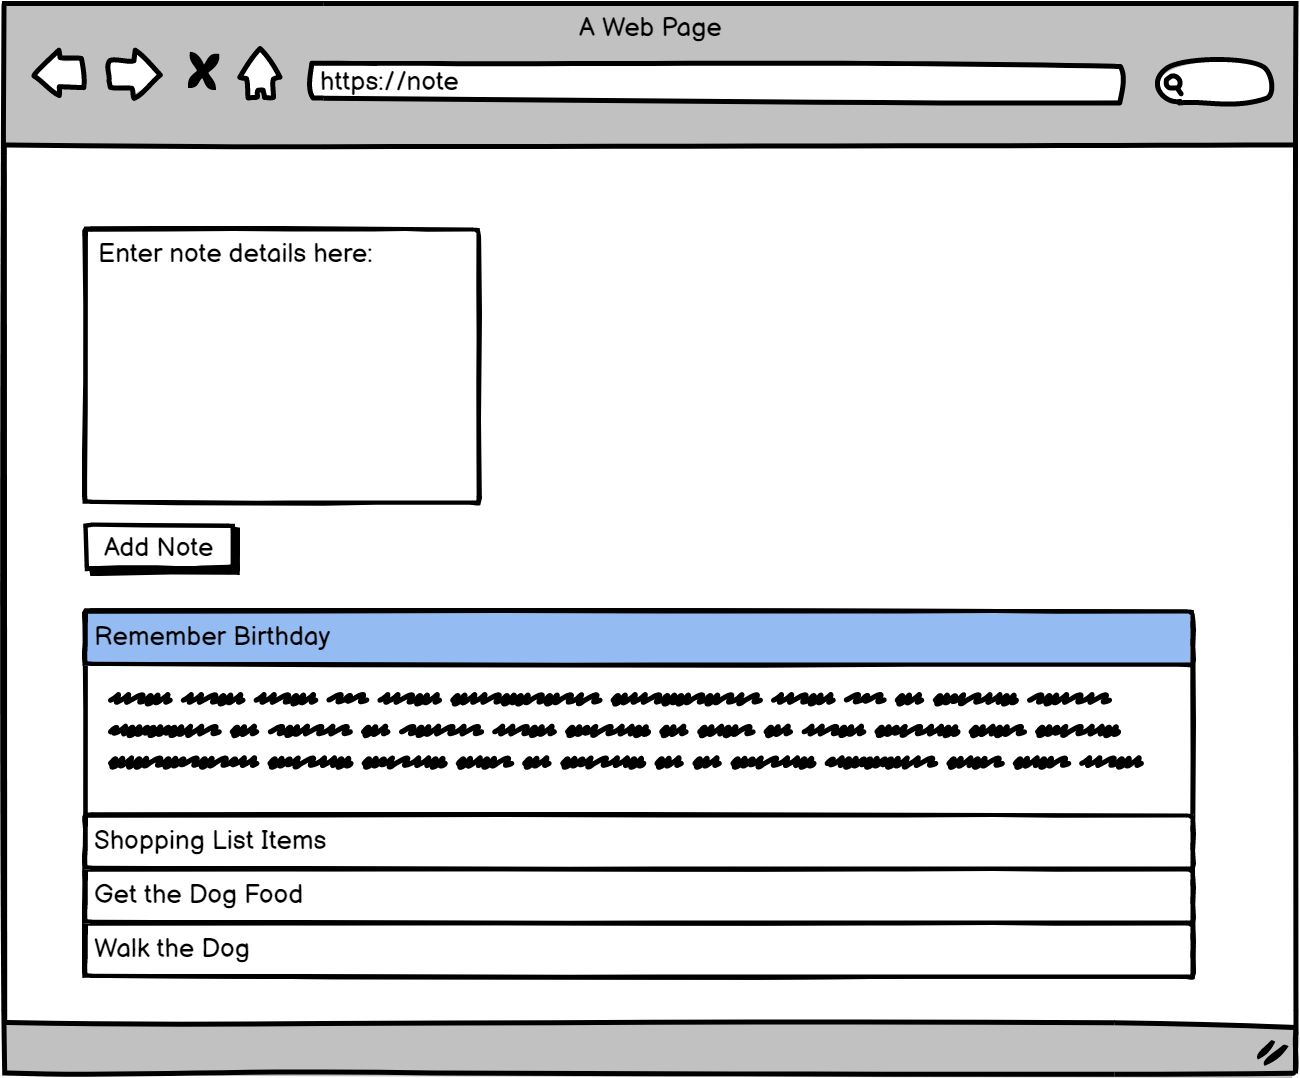 A Web Page
https://note
Enter note details here:
Add Note
Remember Birthday
Shopping List Items
Get the Dog Food
Walk the Dog